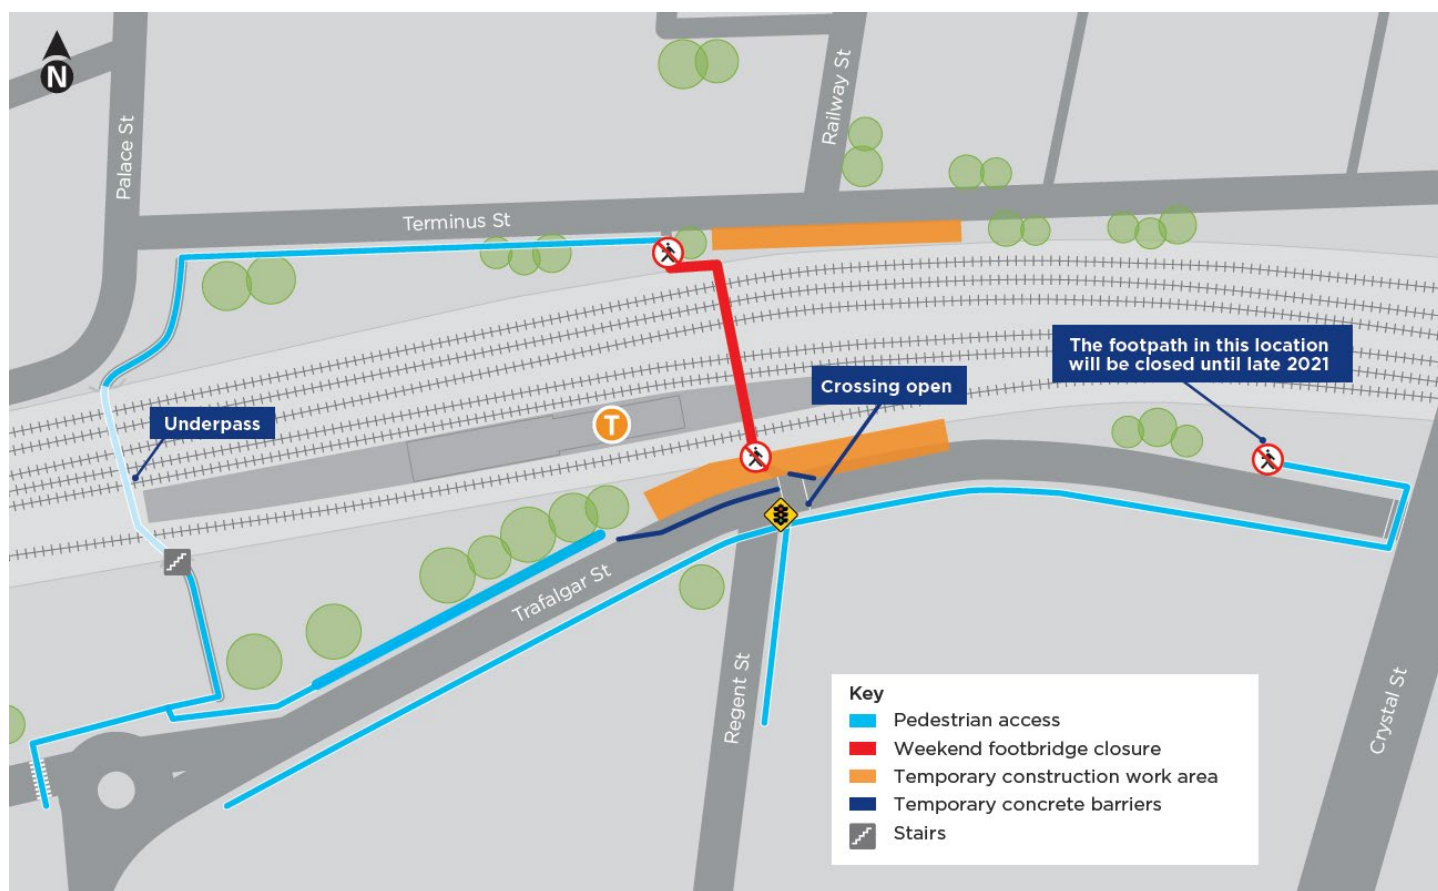 N
Palace St
Railway St
Terminus St
The footpath in this location
will be closed until late 2021
Crossing open
Underpass
T
Trafalgar St
Regent St
Crystal St
Key
Pedestrian access
Weekend footbridge closure
Temporary construction work area
Temporary concrete barriers
Stairs